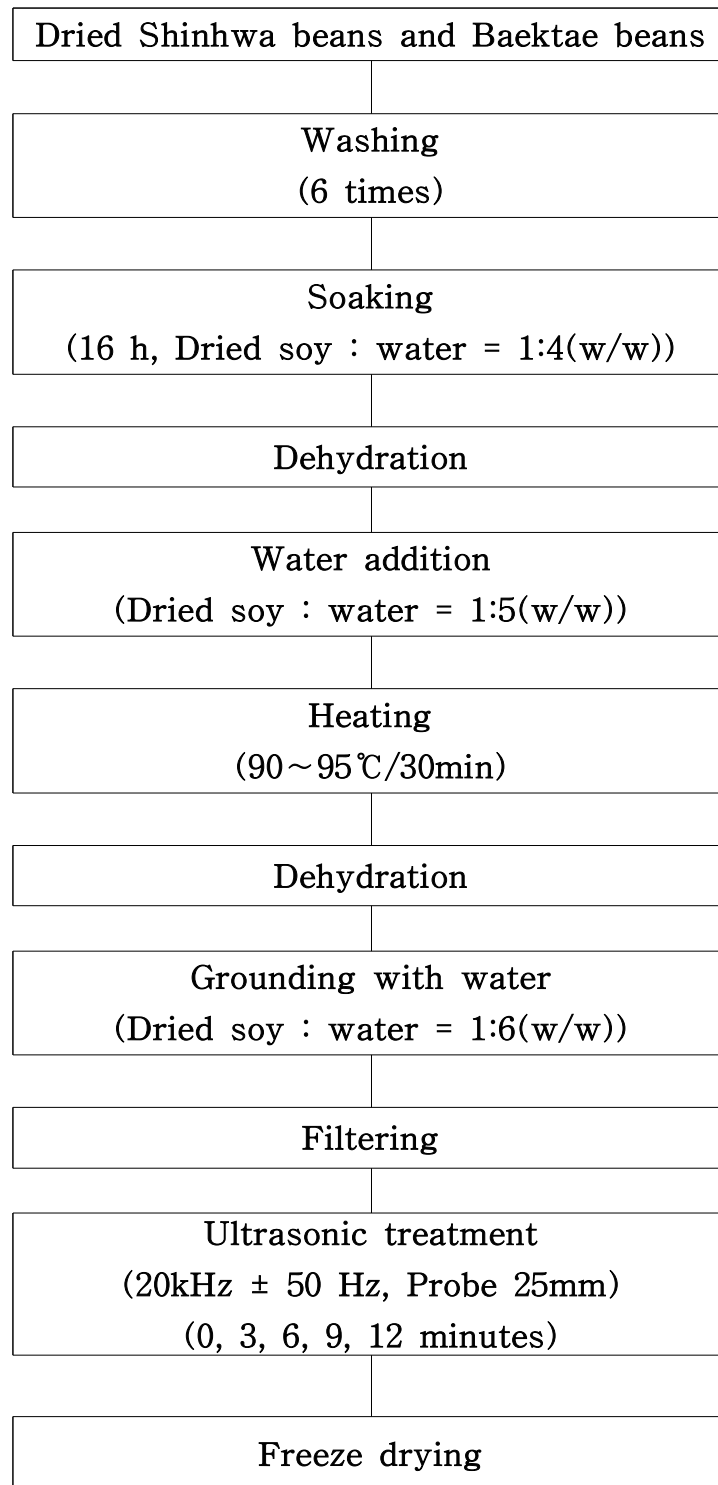 Dried Shinhwa beans and Baektae beans
Washing
(6 times)
Soaking
(16 h, Dried soy : water = 1:4(w/w))
Dehydration
Water addition
(Dried soy : water = 1:5(w/w))
Heating
(90～95℃/30min)
Dehydration
Grounding with water
(Dried soy : water = 1:6(w/w))
Filtering
Ultrasonic treatment
(20kHz ± 50 Hz, Probe 25mm)
(0, 3, 6, 9, 12 minutes)
Freeze drying